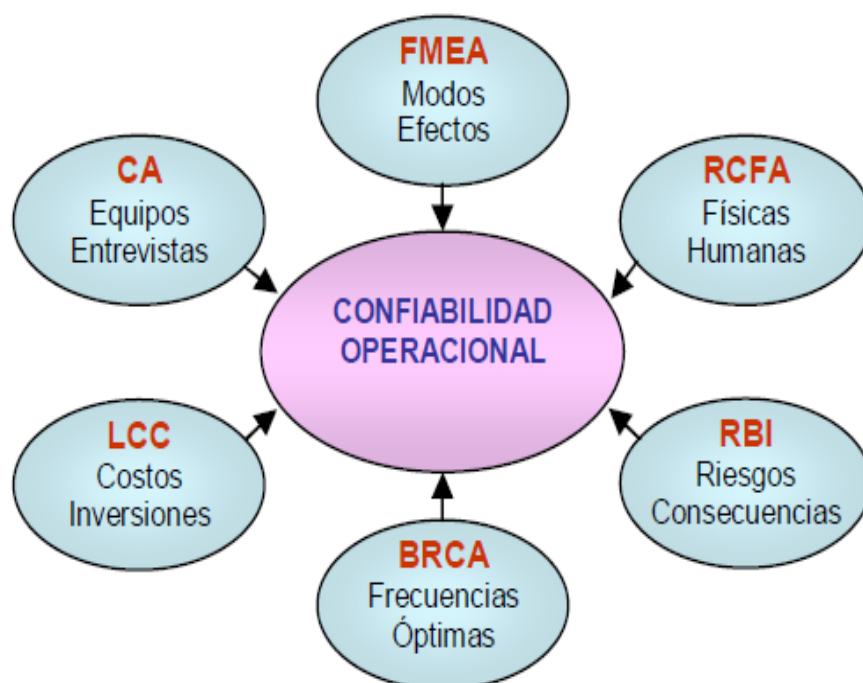 FMEA
Modos
Efectos
CA
Equipos
Entrevistas
RCFA
Físicas
Humanas
CONFIABILIDAD
OPERACIONAL
LCC
Costos
Inversiones
RBI
Riesgos
Consecuencias
BRCA
Frecuencias
Óptimas